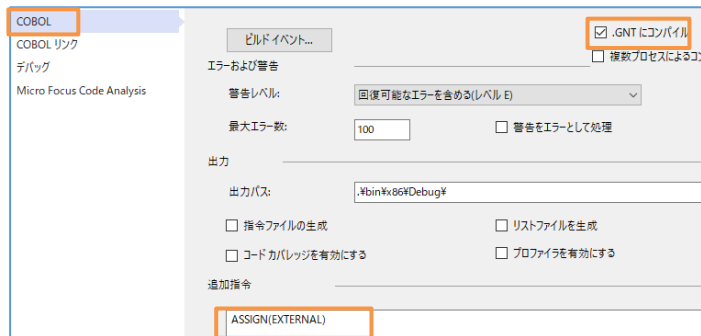 COBOL
COBOL リンク
デバッグ
Micro Focus Code Analysis
ビルド イベント...
.GNT にコンパイル
複数プロセスによるコン
エラーおよび警告
警告レベル:
回復可能なエラーを含める(レベル E)
最大エラー数:
100
警告をエラーとして処理
出力
出力パス:
.¥bin¥x86¥Debug¥
指令ファイルの生成
リストファイルを生成
コード カバレッジを有効にする
プロファイラを有効にする
追加指令
ASSIGN(EXTERNAL)